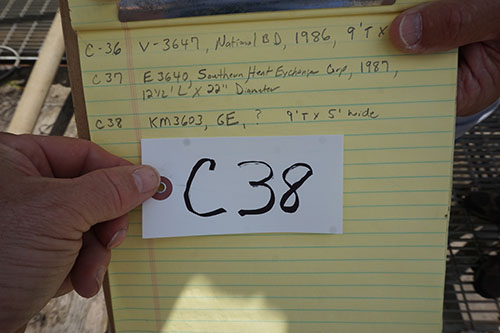 C-36 V-3647, National BD, 1986, 9'T X
C37 E3640, Southern Heat Exchanger Corp, 1987,
12½' L X 22" Diameter
C38 KM3603, GE, ? 9'T X 5' wide
C38